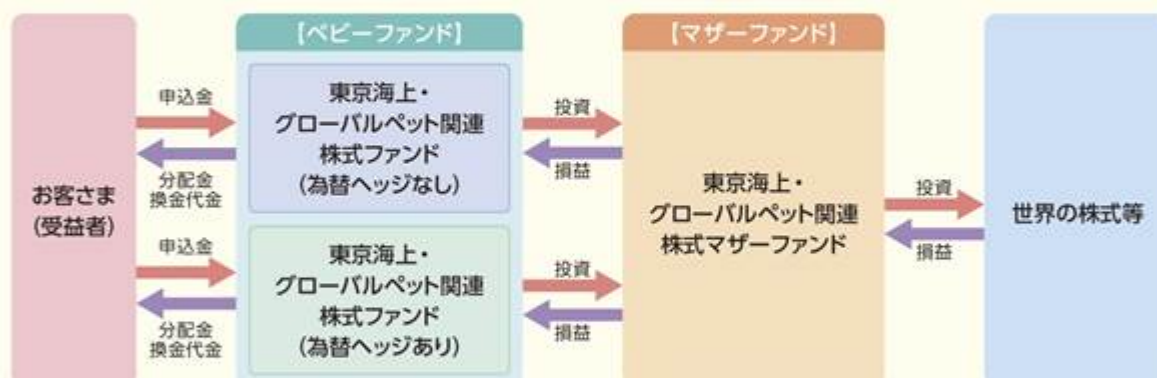 お客さま
(受益者)
申込金
分配金
換金代金
申込金
分配金
換金代金
【ベビーファンド】
東京海上・
グローバルペット関連
株式ファンド
(為替ヘッジなし)
東京海上・
グローバルペット関連
株式ファンド
(為替ヘッジあり)
投資
損益
投資
損益
【マザーファンド】
東京海上・
グローバルペット関連
株式マザーファンド
投資
損益
世界の株式等